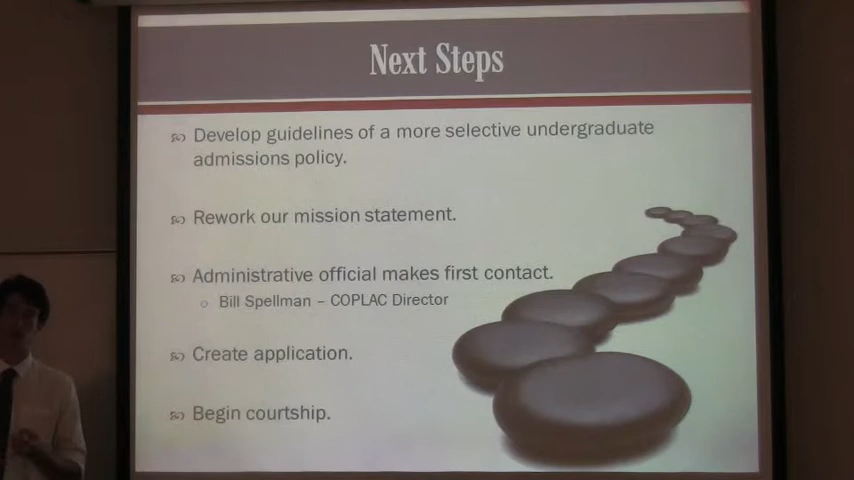 Next Steps
Develop guidelines of a more selective undergraduate
admissions policy.
Rework our mission statement.
Administrative official makes first contact.
Bill Spellman – COPLAC Director
Create application.
Begin courtship.